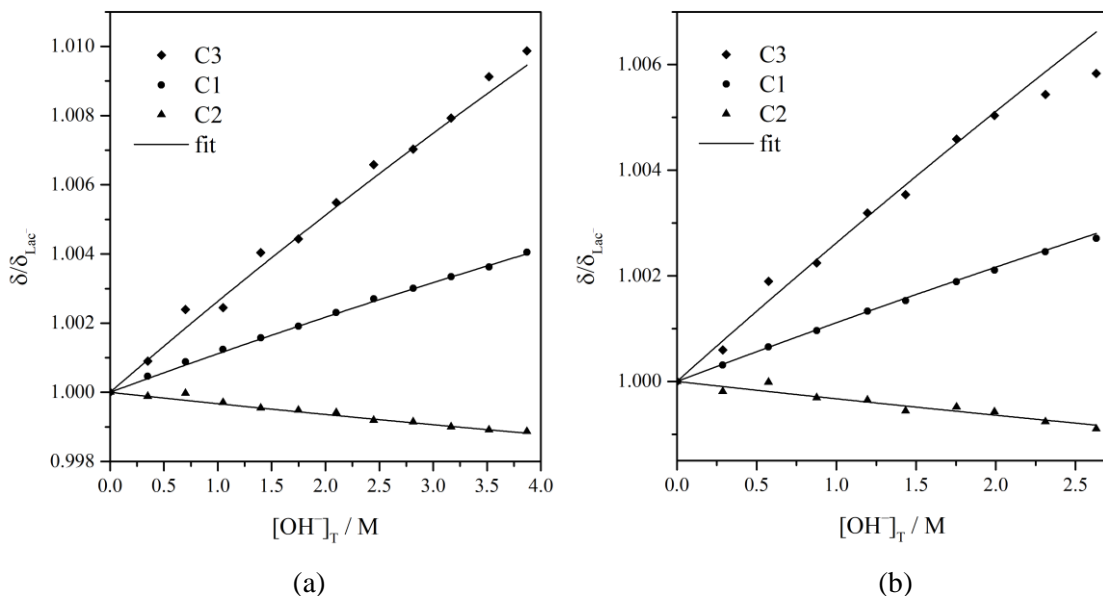 C3
C1
C2
fit
1.010
1.008
1.006
1.004
1.002
1.000
0.998
δ/δLac⁻
0.0 0.5 1.0 1.5 2.0 2.5 3.0 3.5 4.0
[OH⁻]T / M
(a)
C3
C1
C2
fit
1.006
1.004
1.002
1.000
δ/δLac⁻
0.0 0.5 1.0 1.5 2.0 2.5
[OH⁻]T / M
(b)